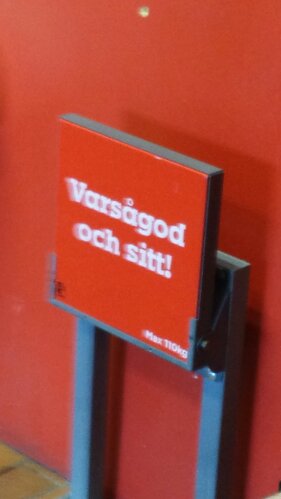 Varsågod
och sitt!
Max 110kg